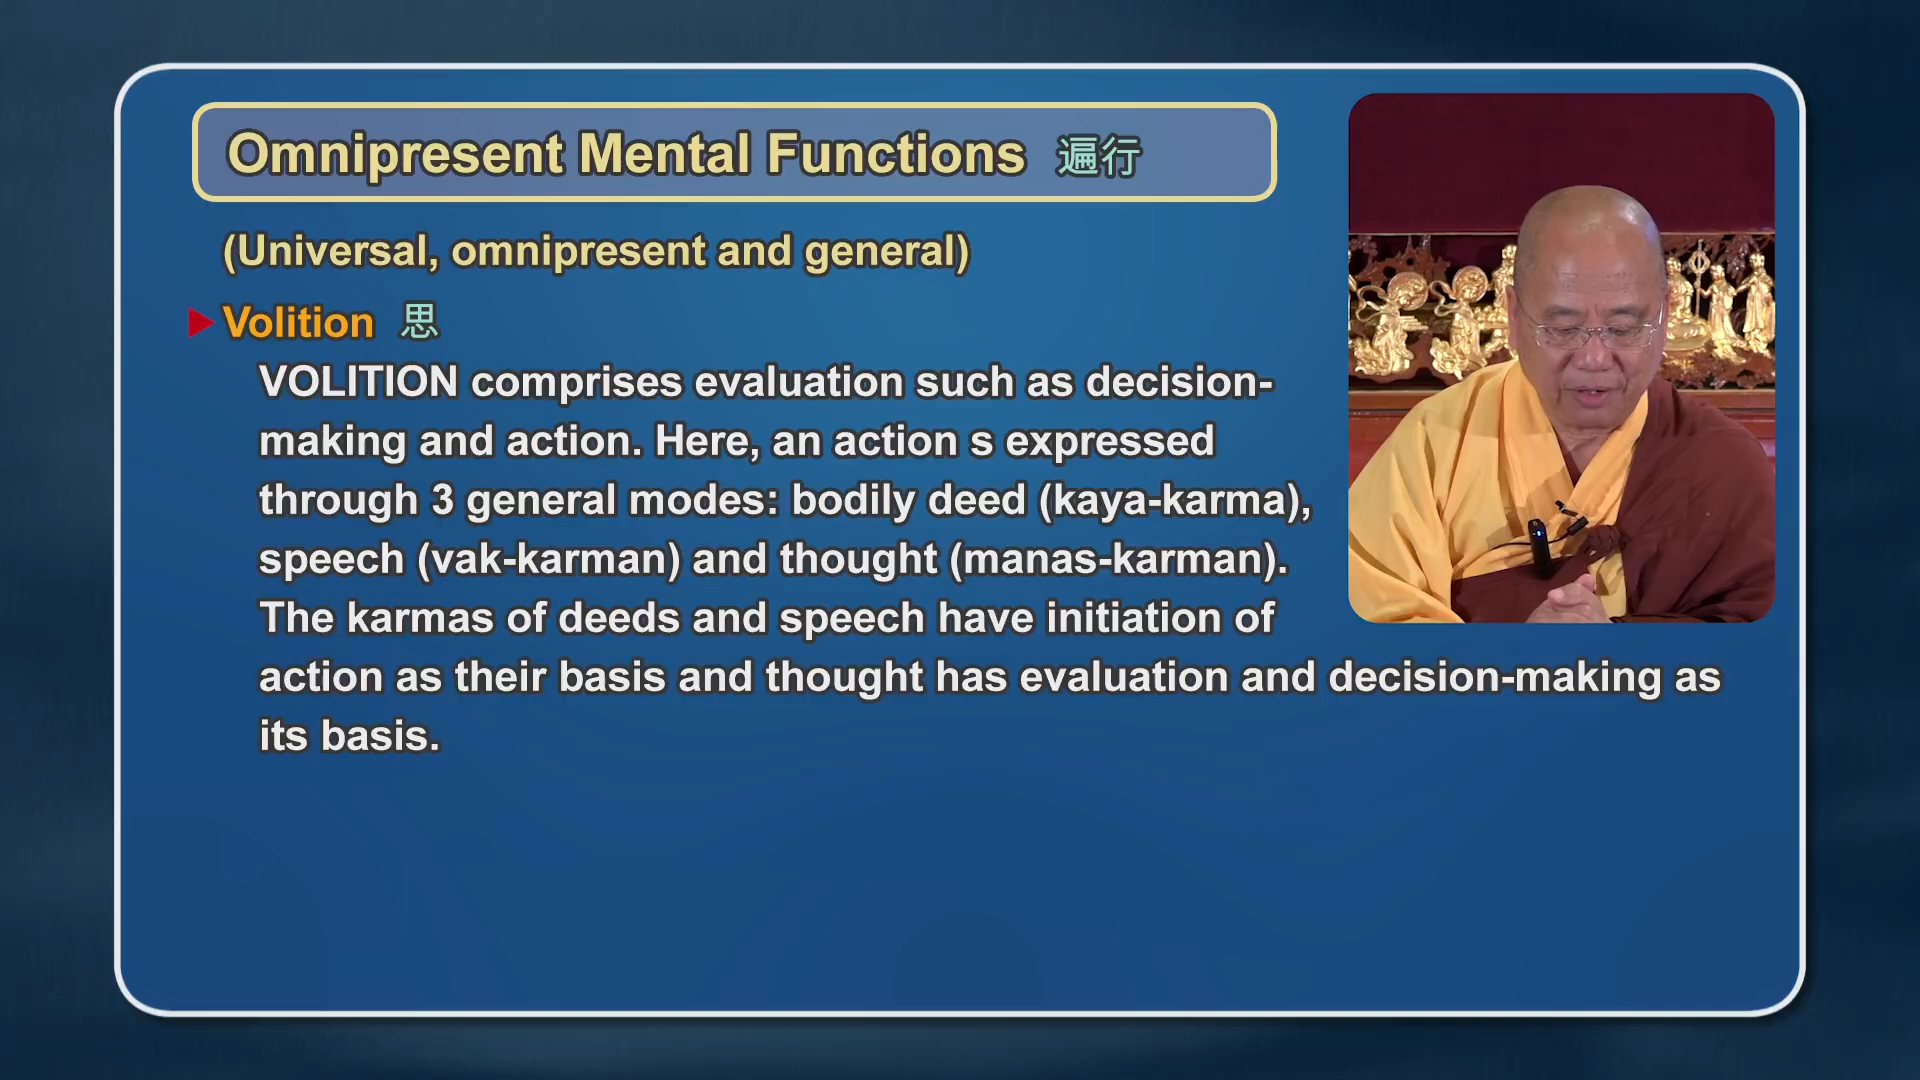 Omnipresent Mental Functions 遍行
(Universal, omnipresent and general)
Volition 思
VOLITION comprises evaluation such as decision-
making and action. Here, an action s expressed
through 3 general modes: bodily deed (kaya-karma),
speech (vak-karman) and thought (manas-karman).
The karmas of deeds and speech have initiation of
action as their basis and thought has evaluation and decision-making as
its basis.